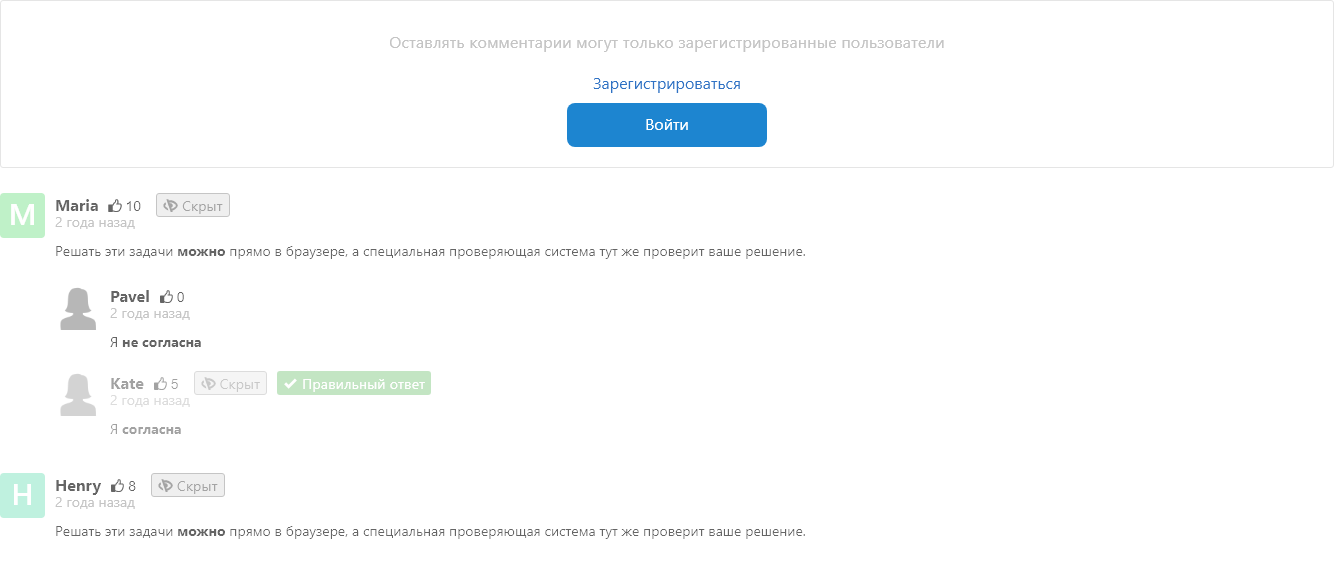 Оставлять комментарии могут только зарегистрированные пользователи
Зарегистрироваться
Войти
M
Maria 10 Скрыт
2 года назад
Решать эти задачи можно прямо в браузере, а специальная проверяющая система тут же проверит ваше решение.
Pavel 0
2 года назад
Я не согласна
Kate 5 Скрыт Правильный ответ
2 года назад
Я согласна
H
Henry 8 Скрыт
2 года назад
Решать эти задачи можно прямо в браузере, а специальная проверяющая система тут же проверит ваше решение.